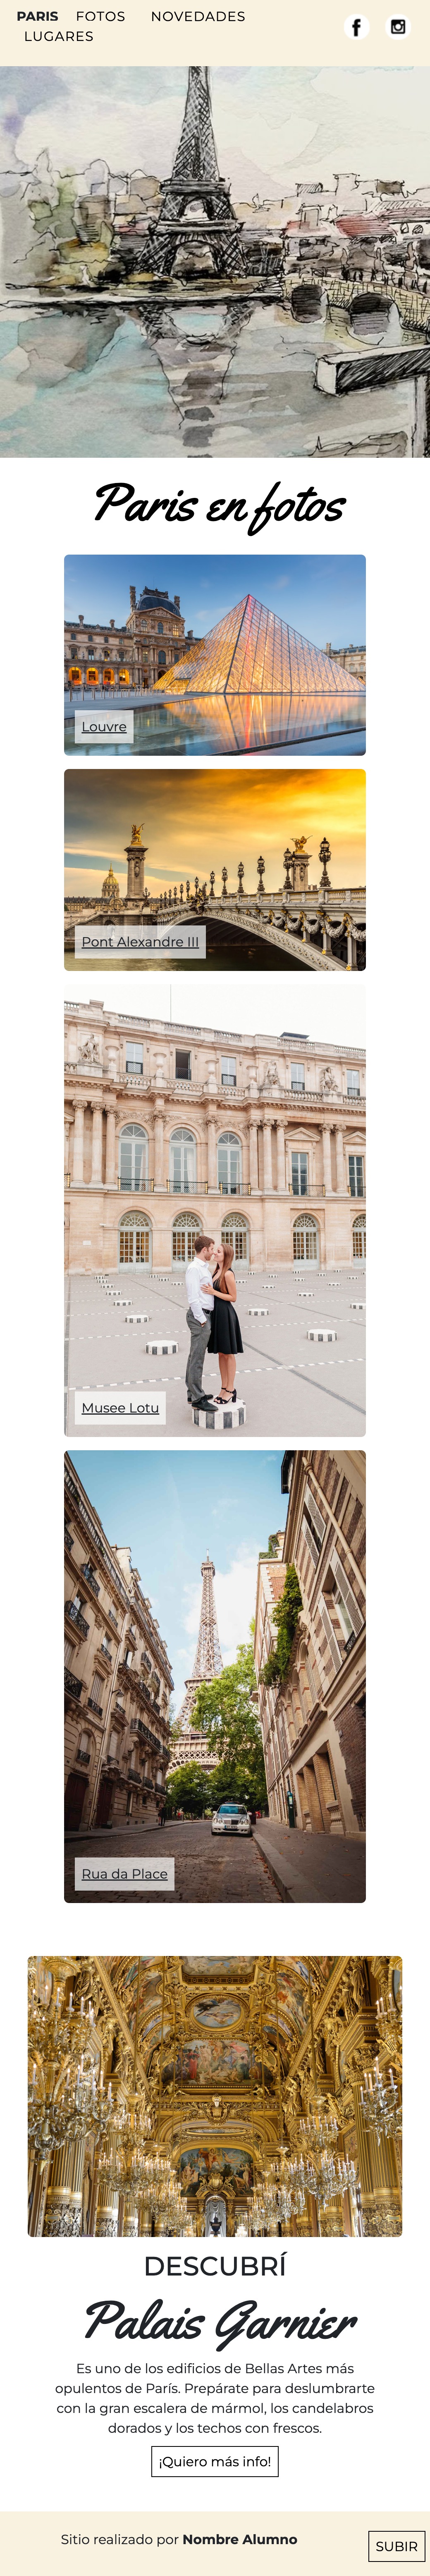 PARIS FOTOS NOVEDADES
LUGARES
Paris en fotos
Louvre
Pont Alexandre III
Musee Lotu
Rua da Place
DESCUBRÍ
Palais Garnier
Es uno de los edificios de Bellas Artes más
opulentos de París. Prepárate para deslumbrarte
con la gran escalera de mármol, los candelabros
dorados y los techos con frescos.
¡Quiero más info!
Sitio realizado por Nombre Alumno
SUBIR